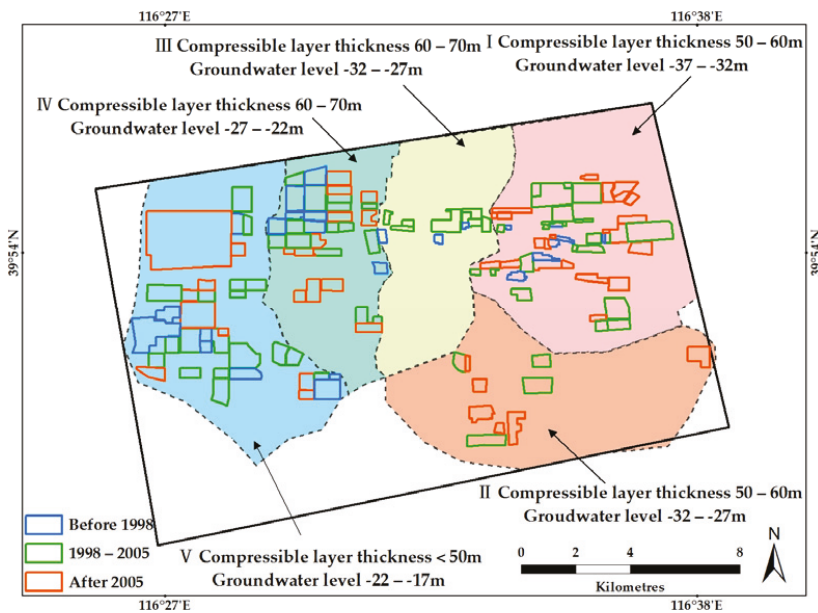 116°27'E
116°38'E
III Compressible layer thickness 60 – 70m
Groundwater level -32 – -27m
I Compressible layer thickness 50 – 60m
Groundwater level -37 – -32m
IV Compressible layer thickness 60 – 70m
Groundwater level -27 – -22m
39°54'N
39°54'N
II Compressible layer thickness 50 – 60m
Groudwater level -32 – -27m
Before 1998
1998 – 2005
After 2005
V Compressible layer thickness < 50m
Groundwater level -22 – -17m
N
0 2 4 8
Kilometres
116°27'E
116°38'E